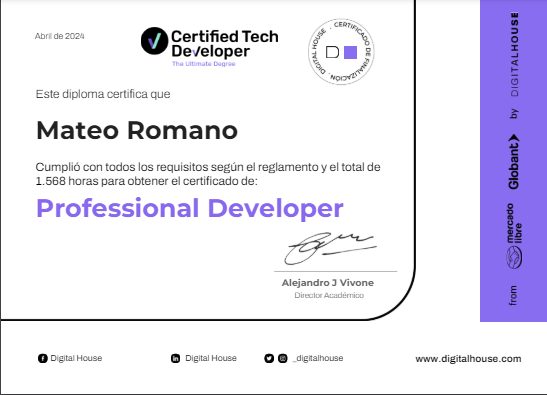 Abril de 2024
Certified Tech
Developer
The Ultimate Degree
DIGITAL HOUSE · CERTIFICADO DE FINALIZACIÓN ·
Este diploma certifica que
Mateo Romano
Cumplió con todos los requisitos según el reglamento y el total de
1.568 horas para obtener el certificado de:
Professional Developer
Alejandro J Vivone
Director Académico
from mercado libre Globant by DIGITALHOUSE
Digital House
Digital House
_digitalhouse
www.digitalhouse.com